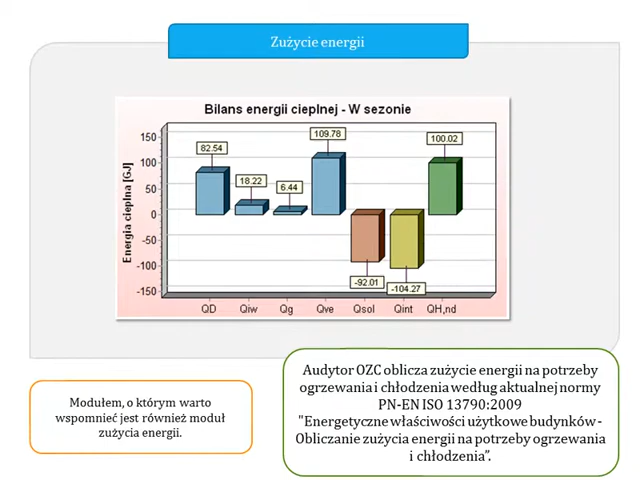 Zużycie energii
Bilans energii cieplnej - W sezonie
Energia cieplna [GJ]
150
100
50
0
-50
-100
-150
82.54
18.22
6.44
109.78
-92.01
-104.27
100.02
QD Qiw Qg Qve Qsol Qint QH,nd
Modułem, o którym warto
wspomnieć jest również moduł
zużycia energii.
Audytor OZC oblicza zużycie energii na potrzeby
ogrzewania i chłodzenia według aktualnej normy
PN-EN ISO 13790:2009
"Energetyczne właściwości użytkowe budynków -
Obliczanie zużycia energii na potrzeby ogrzewania
i chłodzenia”.